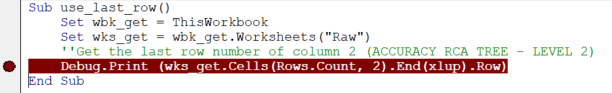 Sub use_last_row()
    Set wbk_get = ThisWorkbook
    Set wks_get = wbk_get.Worksheets("Raw")
    ''Get the last row number of column 2 (ACCURACY RCA TREE - LEVEL 2)
    Debug.Print (wks_get.Cells(Rows.Count, 2).End(xlup).Row)
End Sub